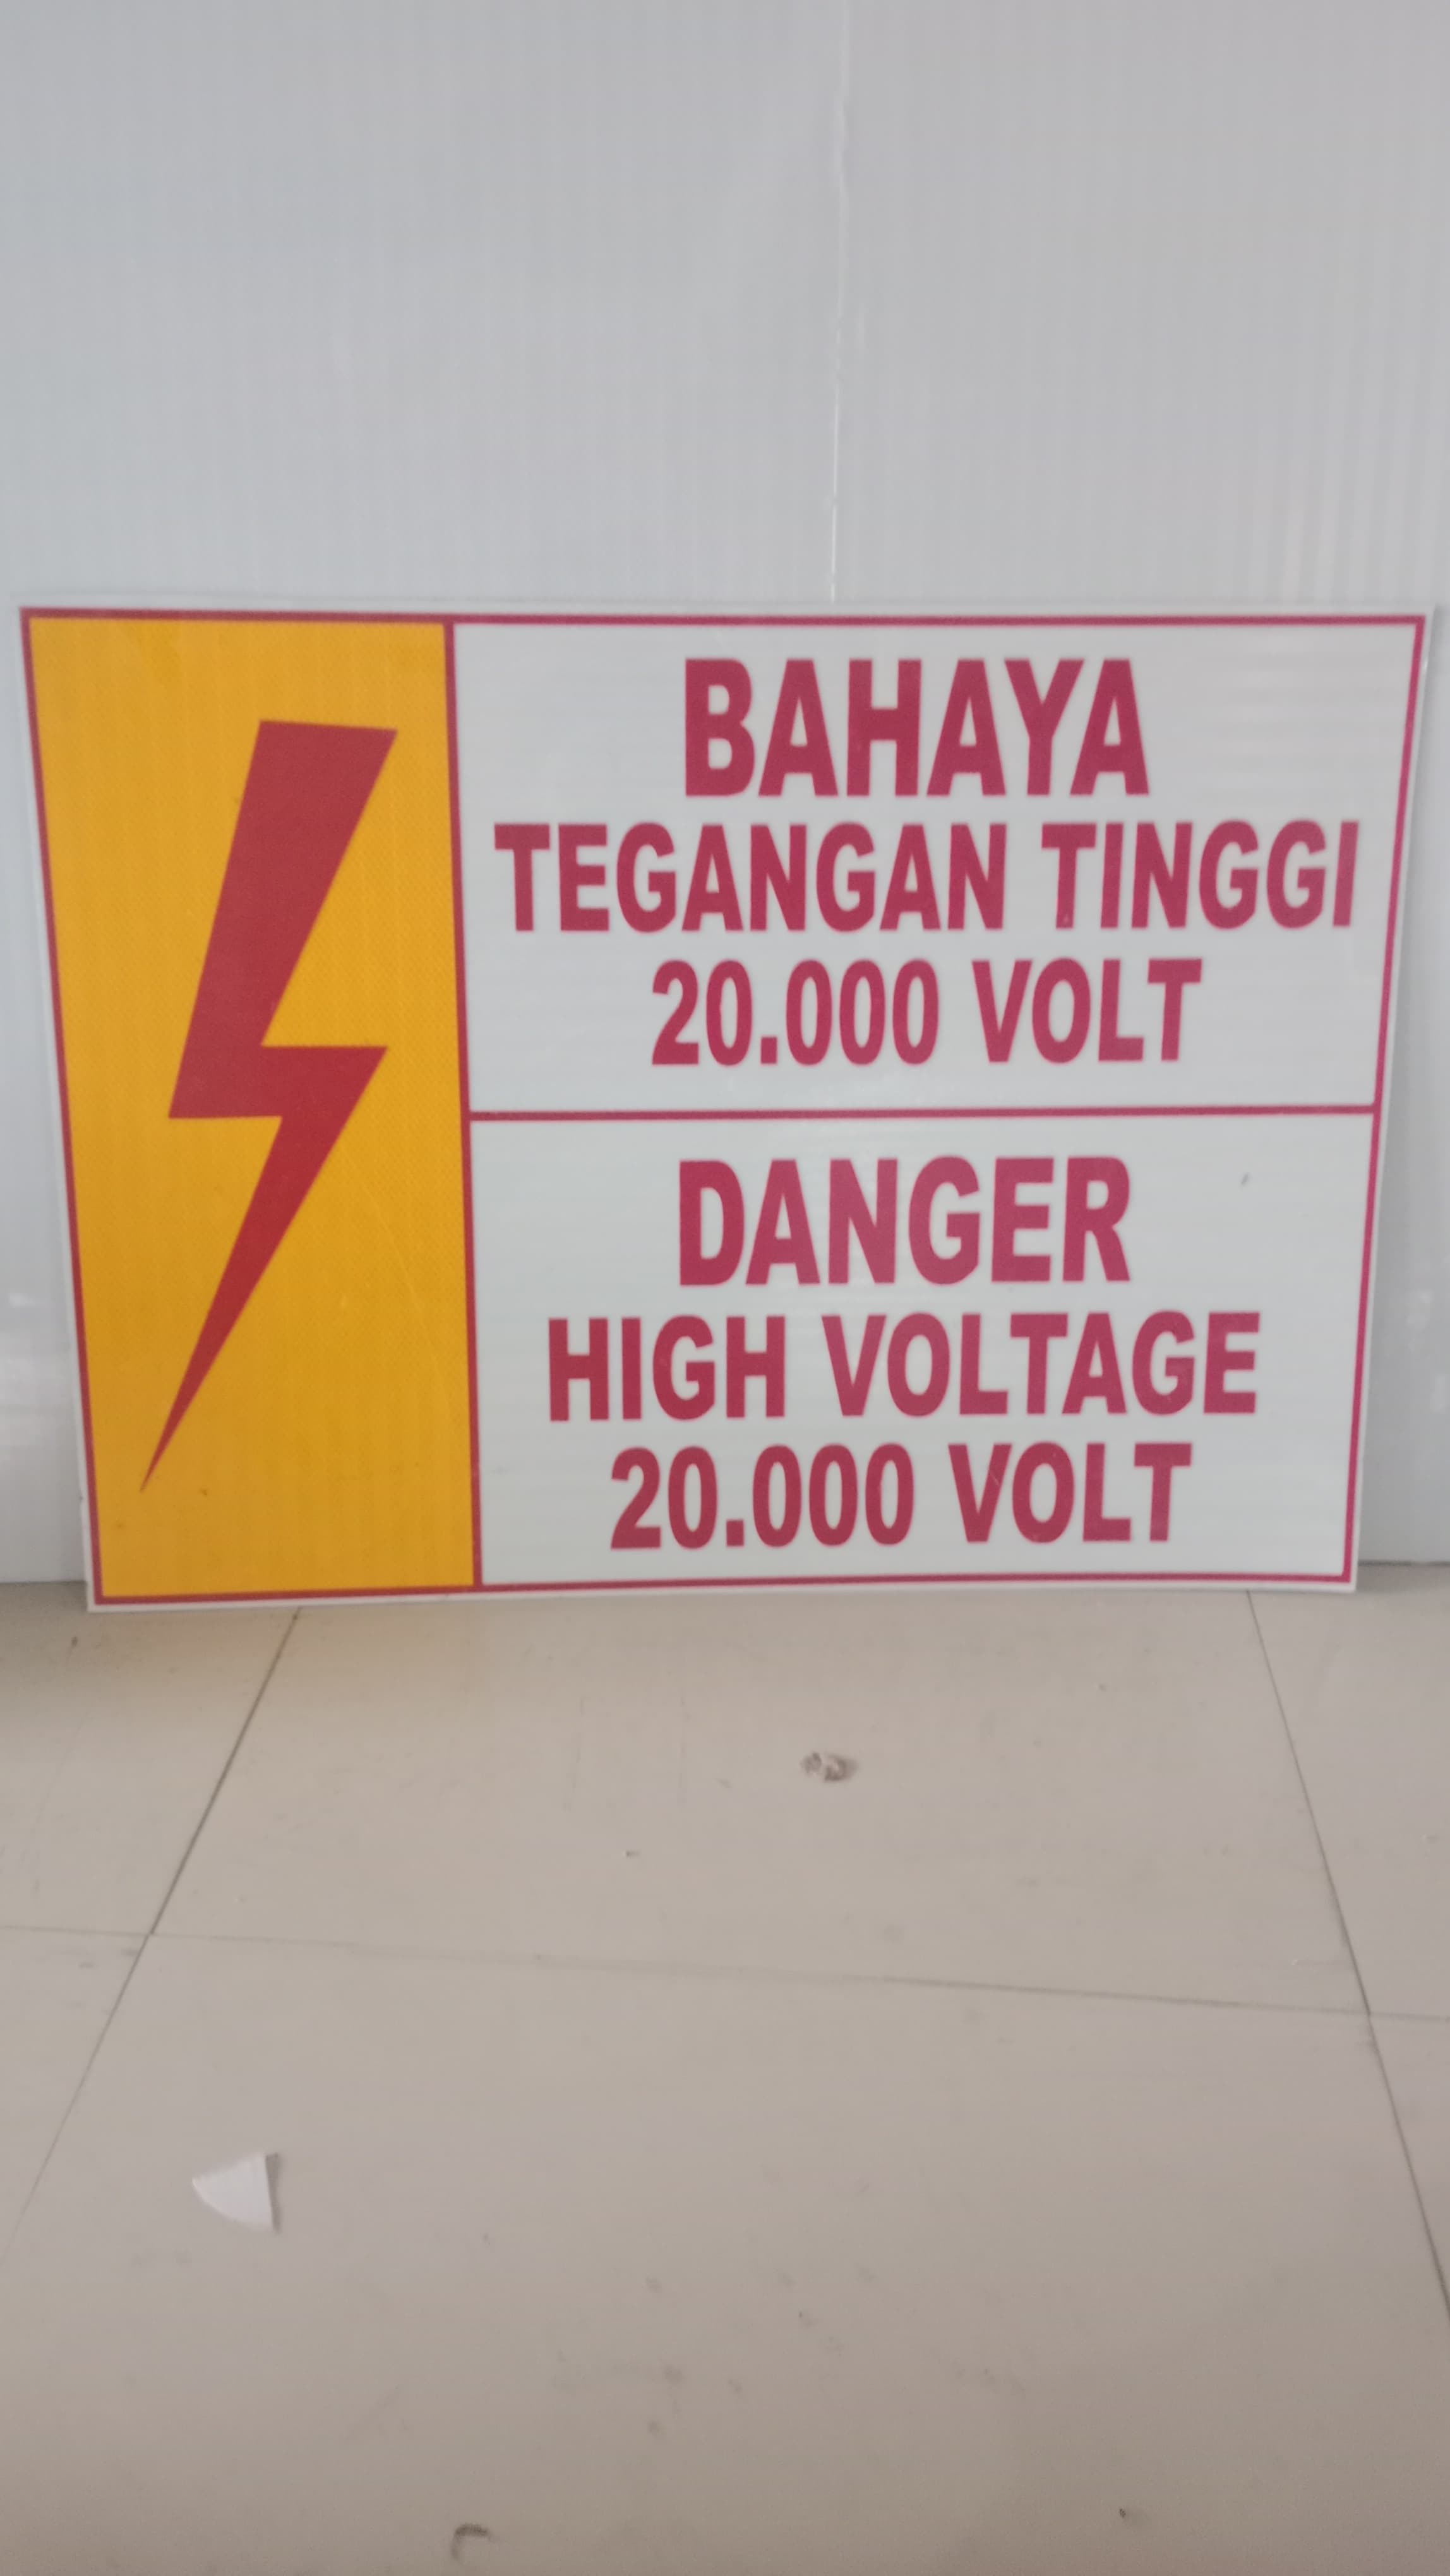 BAHAYA
TEGANGAN TINGGI
20.000 VOLT
DANGER
HIGH VOLTAGE
20.000 VOLT